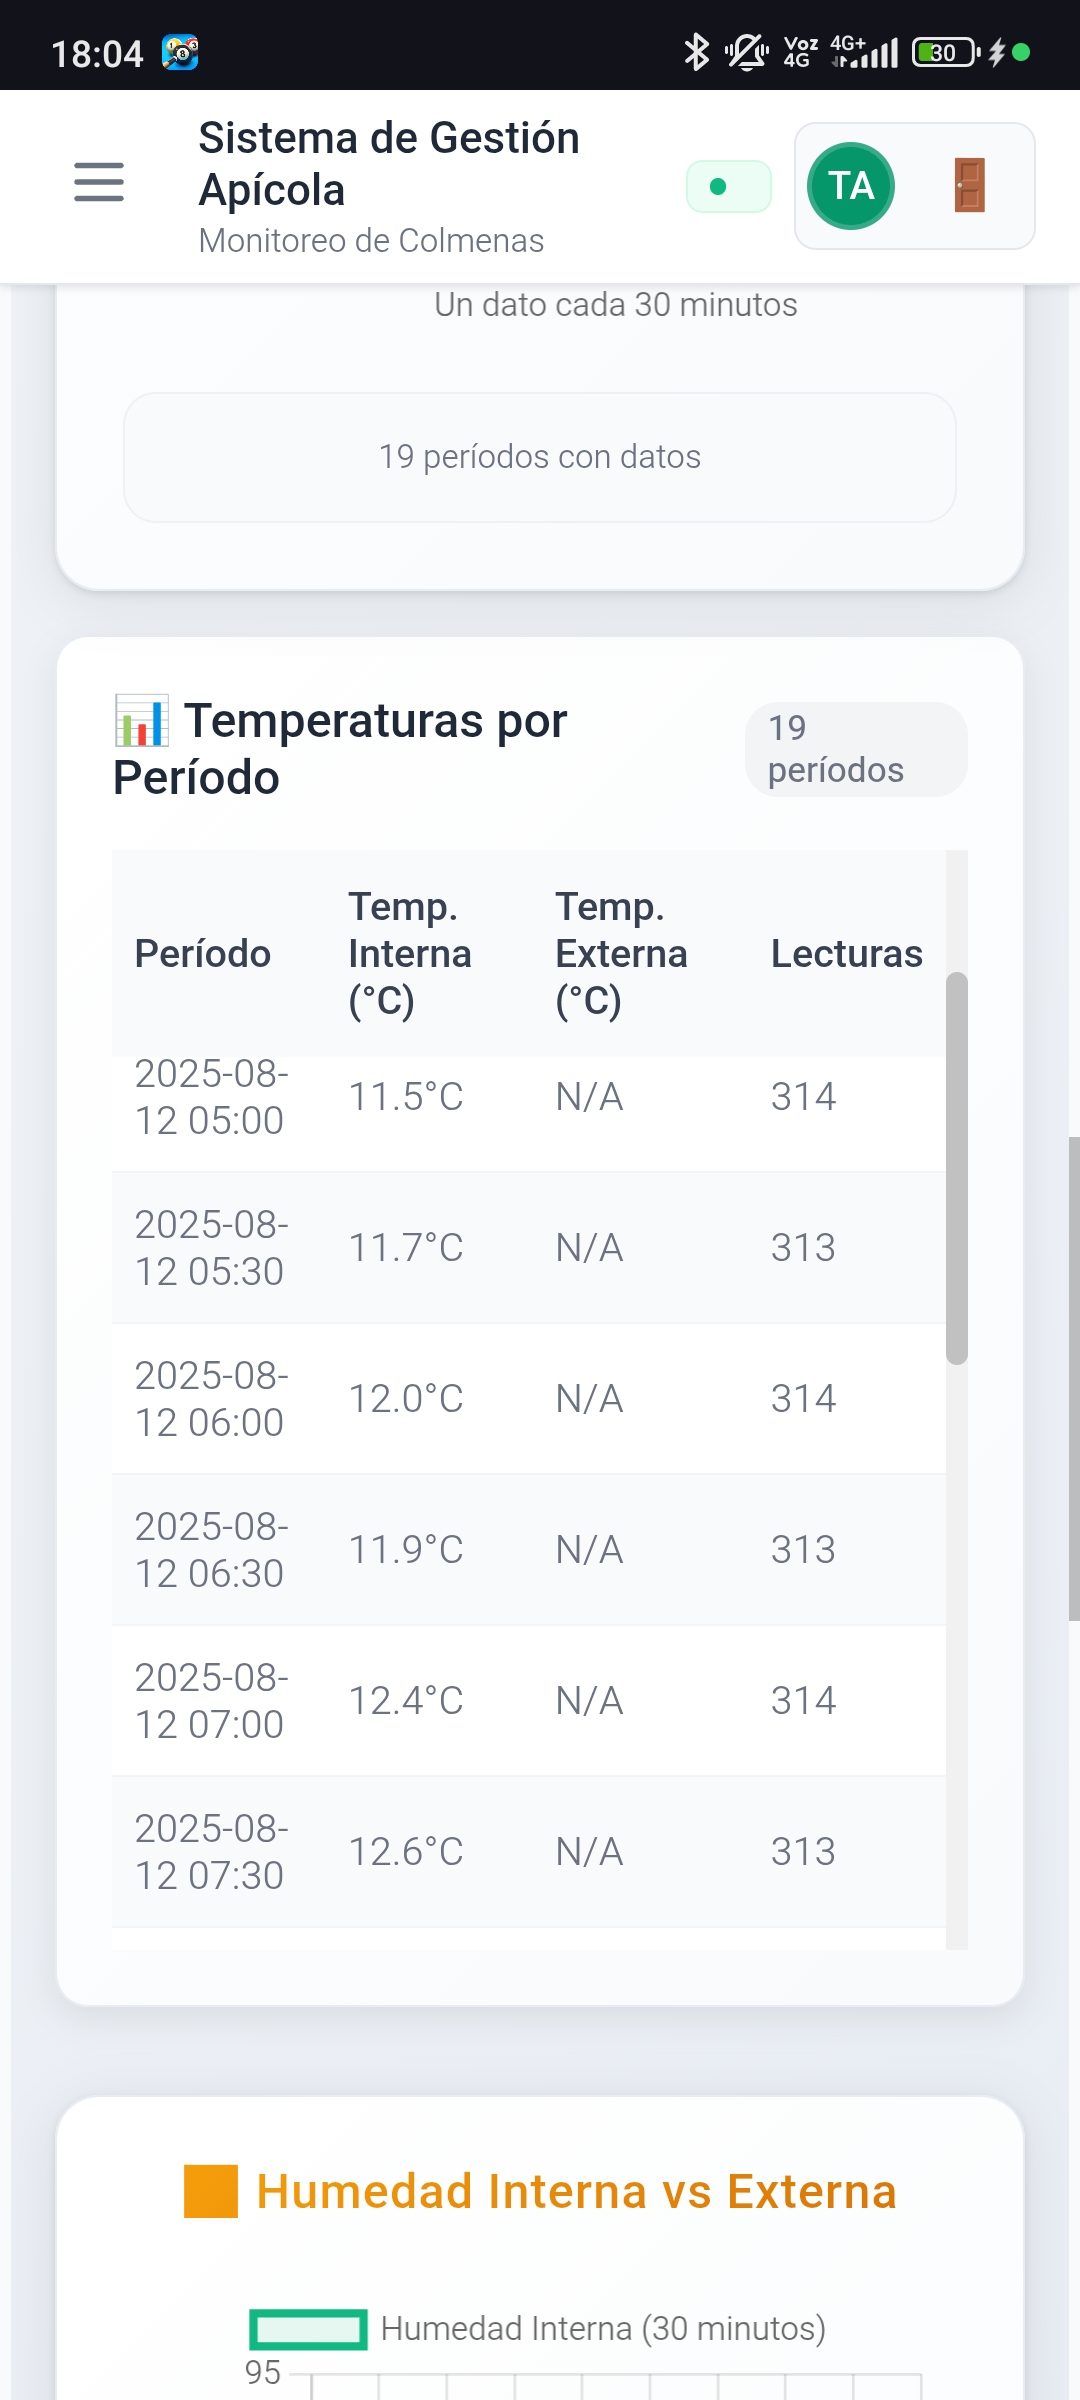 18:04
Voz
4G
4G+
30
Sistema de Gestión
Apícola
Monitoreo de Colmenas
TA
Un dato cada 30 minutos
19 períodos con datos
Temperaturas por
Período
19
períodos
Período
Temp.
Interna
(°C)
Temp.
Externa
(°C)
Lecturas
2025-08-
12 05:00
11.5°C
N/A
314
2025-08-
12 05:30
11.7°C
N/A
313
2025-08-
12 06:00
12.0°C
N/A
314
2025-08-
12 06:30
11.9°C
N/A
313
2025-08-
12 07:00
12.4°C
N/A
314
2025-08-
12 07:30
12.6°C
N/A
313
Humedad Interna vs Externa
Humedad Interna (30 minutos)
95